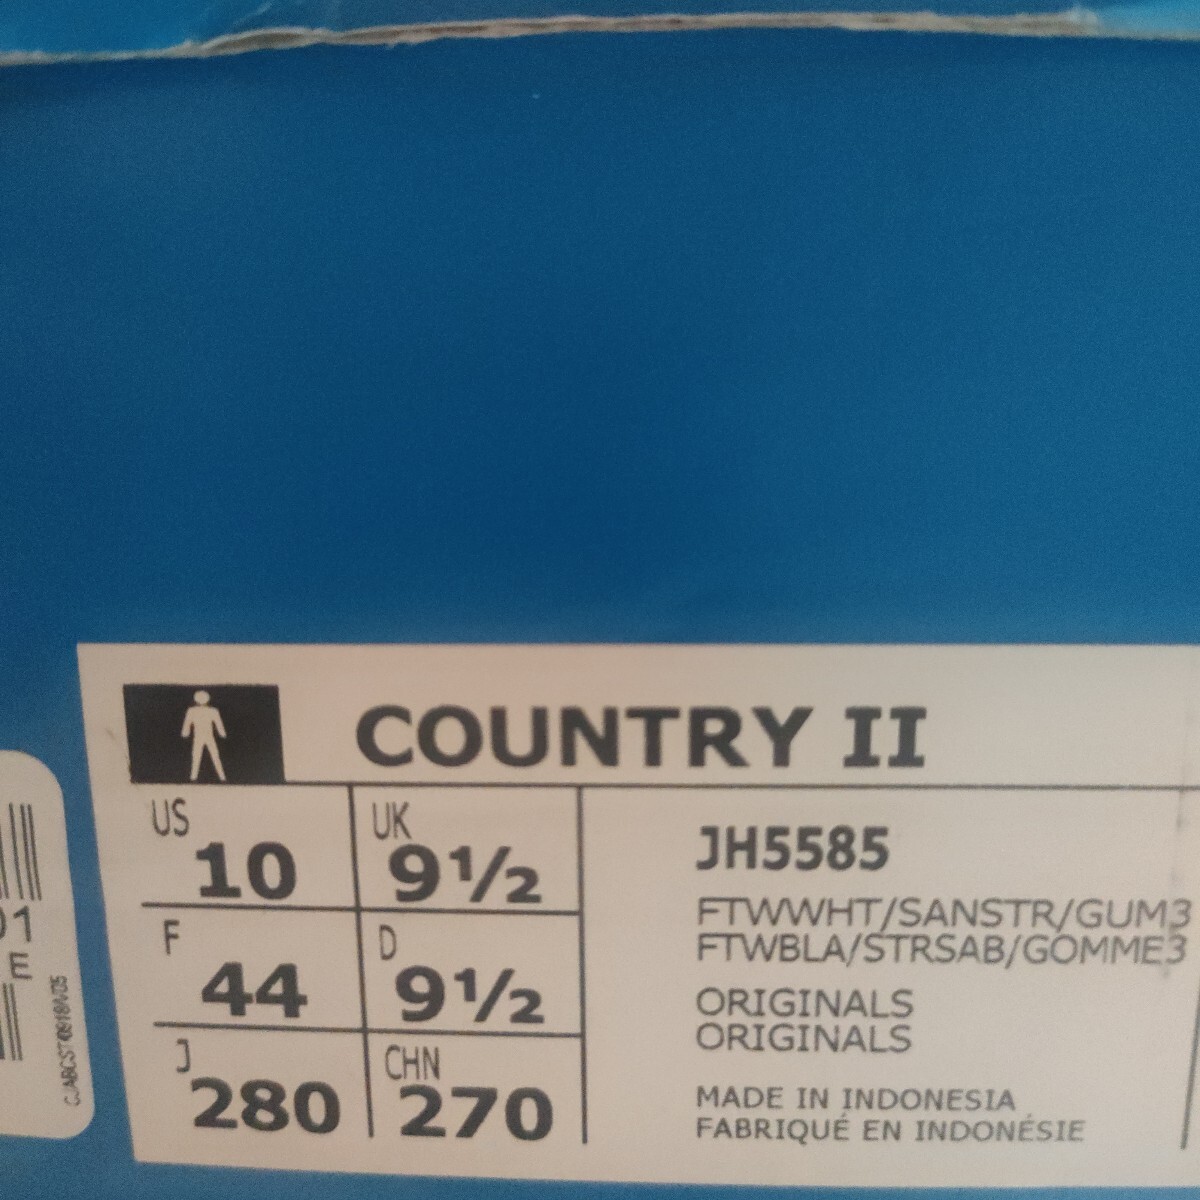 COUNTRY II
US 10
UK 9½
F 44
D 9½
J 280
CHN 270
JH5585
FTWWHT/SANSTR/GUM3
FTWBLA/STRSAB/GOMME3
ORIGINALS
ORIGINALS
MADE IN INDONESIA
FABRIQUÉ EN INDONÉSIE
01
E